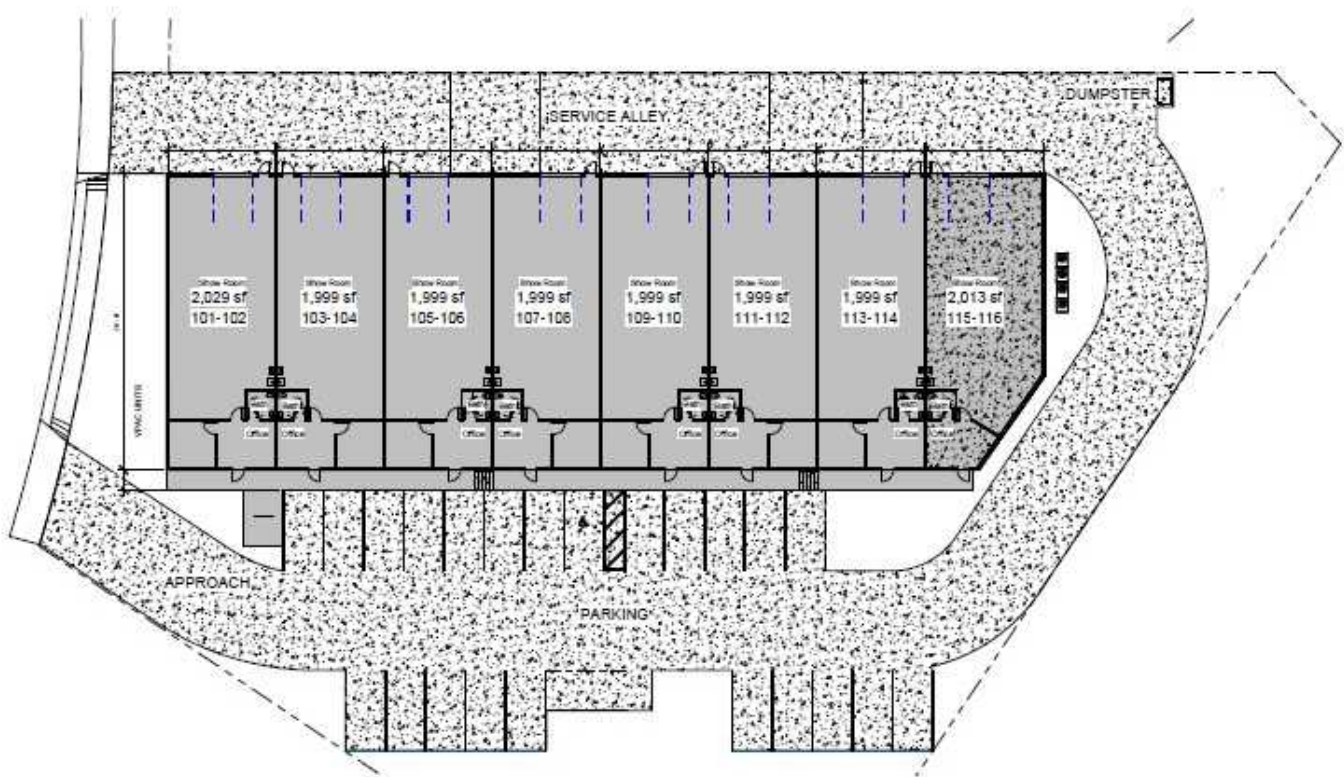 DUMPSTER
SERVICE ALLEY
Show Room
2,029 sf
101-102
Show Room
1,999 sf
103-104
Show Room
1,999 sf
105-106
Show Room
1,999 sf
107-108
Show Room
1,999 sf
109-110
Show Room
1,999 sf
111-112
Show Room
1,999 sf
113-114
Show Room
2,013 sf
115-116
Office
Office
Office
Office
Office
Office
Office
Office
APPROACH
PARKING